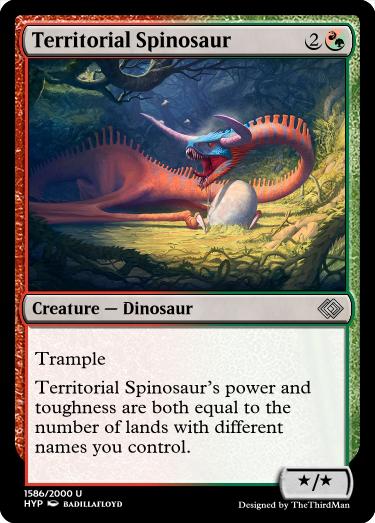 Territorial Spinosaur 2
Creature — Dinosaur
Trample
Territorial Spinosaur's power and
toughness are both equal to the
number of lands with different
names you control.
★/★
1586/2000 U
HYP BADILLAFLOYD
Designed by TheThirdMan